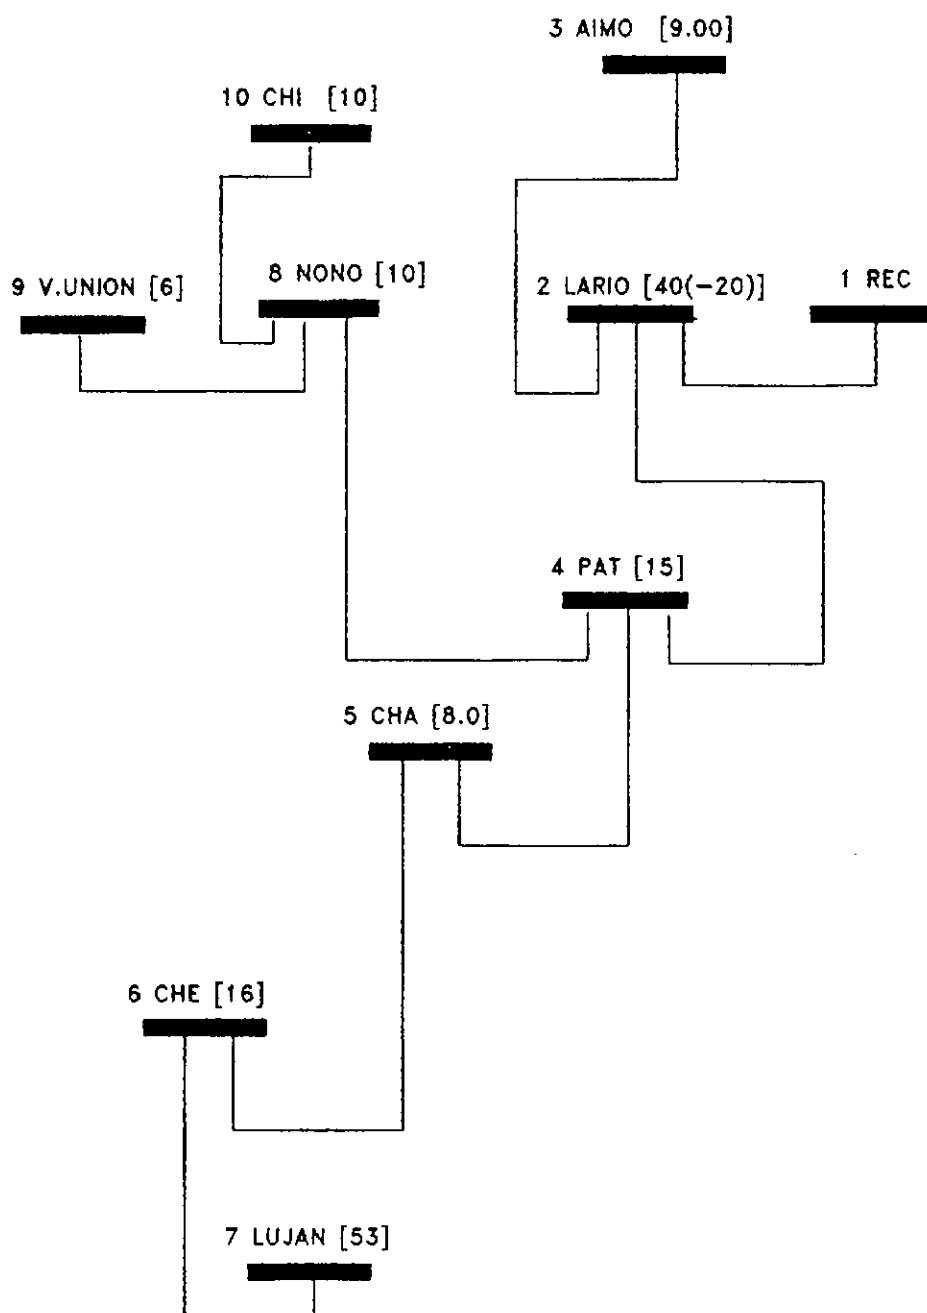 3 AIMO [9.00]
10 CHI [10]
8 NONO [10]
9 V.UNION [6]
2 LARIO [40(-20)]
1 REC
4 PAT [15]
5 CHA [8.0]
6 CHE [16]
7 LUJAN [53]